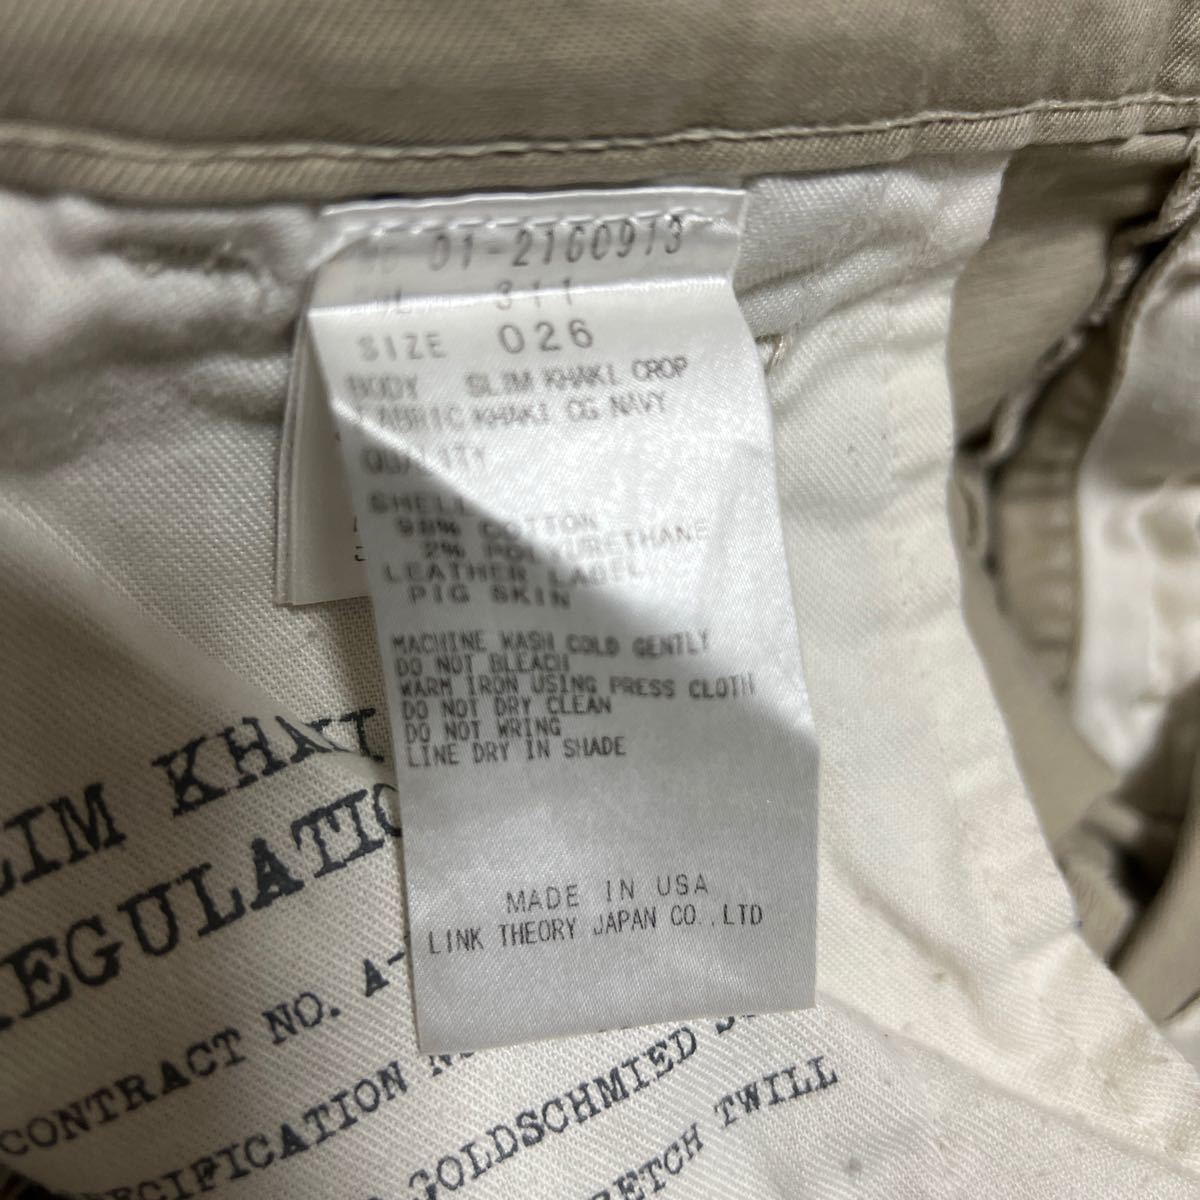 01-2160913
311
SIZE 026
BODY SLIM KHAKI CROP
FABRIC KHAKI CG NAVY
QUALITY
SHELL
98% COTTON
2% POLYURETHANE
LEATHER LABEL
PIG SKIN
MACHINE WASH COLD GENTLY
DO NOT BLEACH
WARM IRON USING PRESS CLOTH
DO NOT DRY CLEAN
DO NOT WRING
LINE DRY IN SHADE
MADE IN USA
LINK THEORY JAPAN CO.,LTD
LIM KHAKI
REGULATIO
CONTRACT NO. A-
ECIFICATION N
GOLDSCHMIED
ETCH TWILL